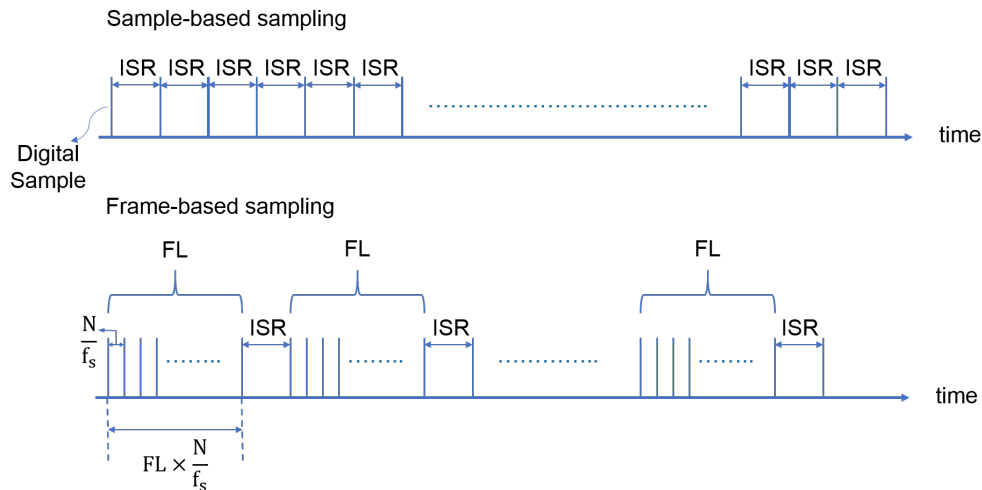 Sample-based sampling
ISR ISR ISR ISR ISR ISR ISR ISR ISR
time
Digital
Sample
Frame-based sampling
FL FL FL
N
fs
ISR ISR ISR
time
FL × N
fs